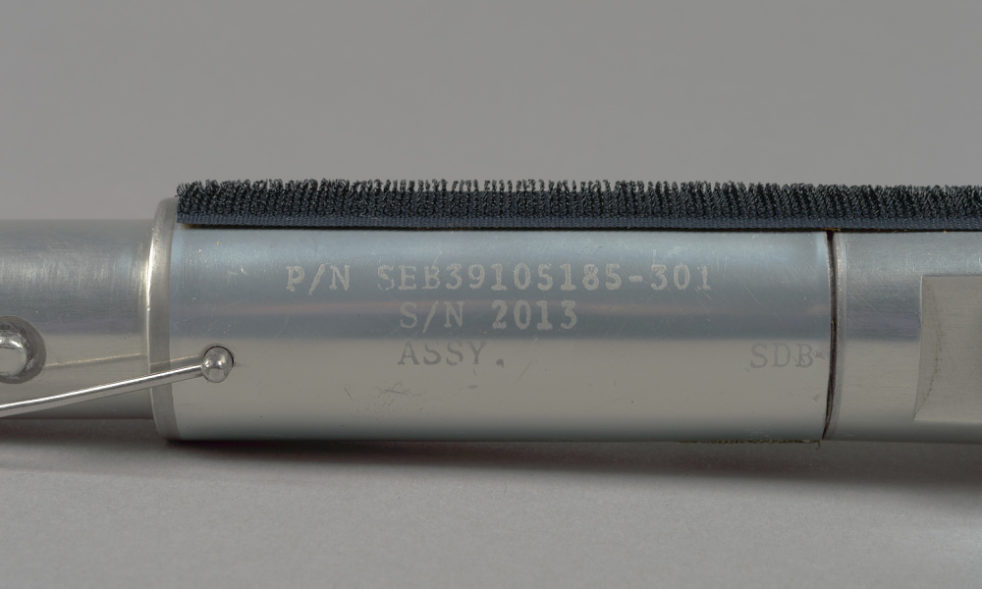 P/N SEB39105185-301
S/N 2013
ASSY. SDB